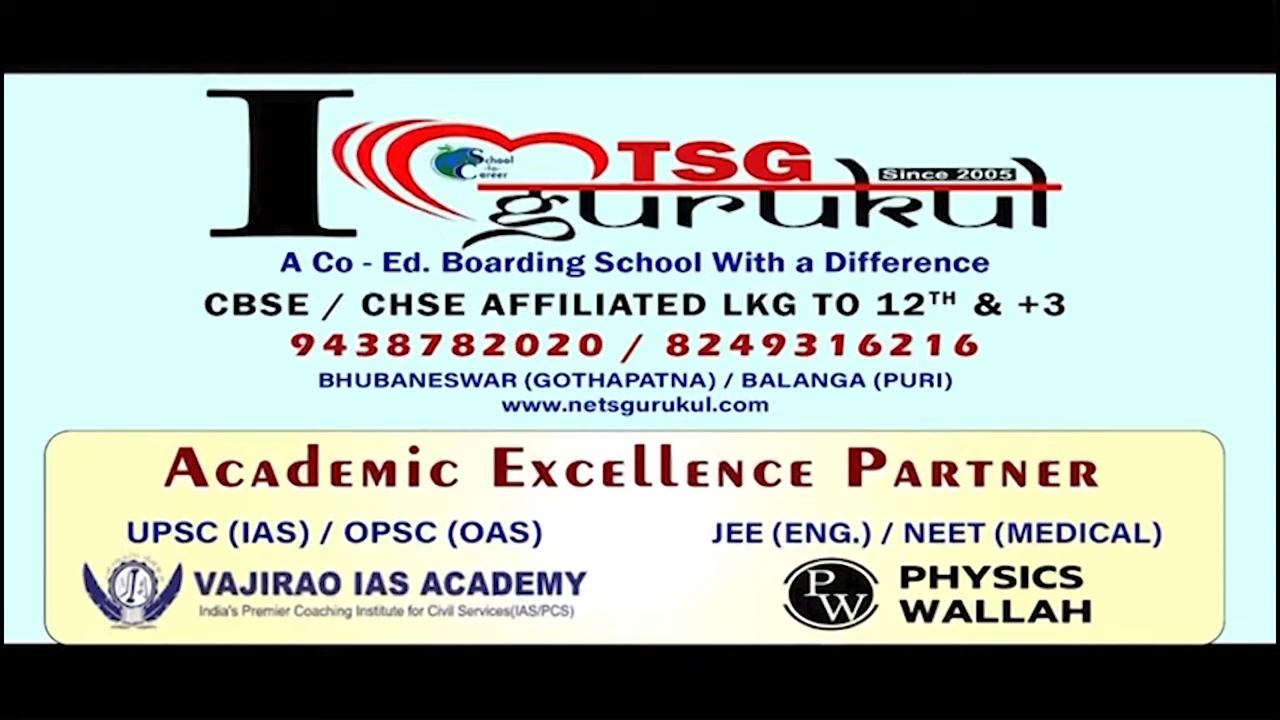 I TSG
School
-to-
Career
Since 2005
gurukul
A Co - Ed. Boarding School With a Difference
CBSE / CHSE AFFILIATED LKG TO 12TH & +3
9438782020 / 8249316216
BHUBANESWAR (GOTHAPATNA) / BALANGA (PURI)
www.netsgurukul.com
Academic Excellence Partner
UPSC (IAS) / OPSC (OAS)
VAJIRAO IAS ACADEMY
India's Premier Coaching Institute for Civil Services(IAS/PCS)
JEE (ENG.) / NEET (MEDICAL)
PW
PHYSICS
WALLAH